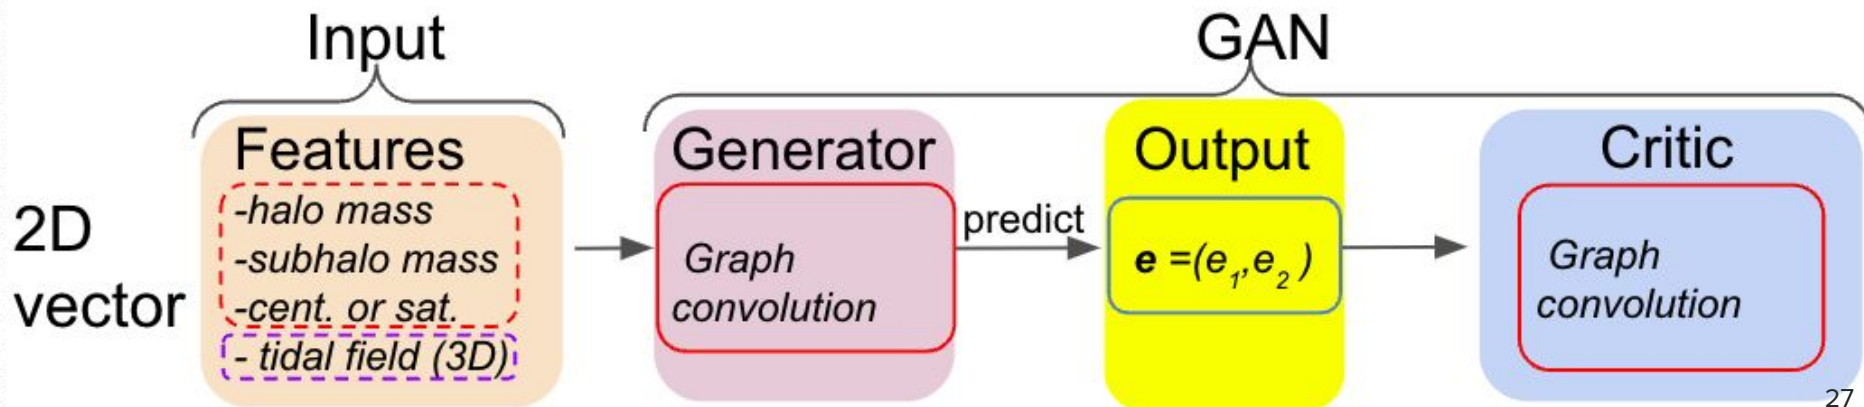 Input
GAN
2D
vector
Features
-halo mass
-subhalo mass
-cent. or sat.
- tidal field (3D)
Generator
Graph
convolution
predict
Output
e =(e1,e2 )
Critic
Graph
convolution
27